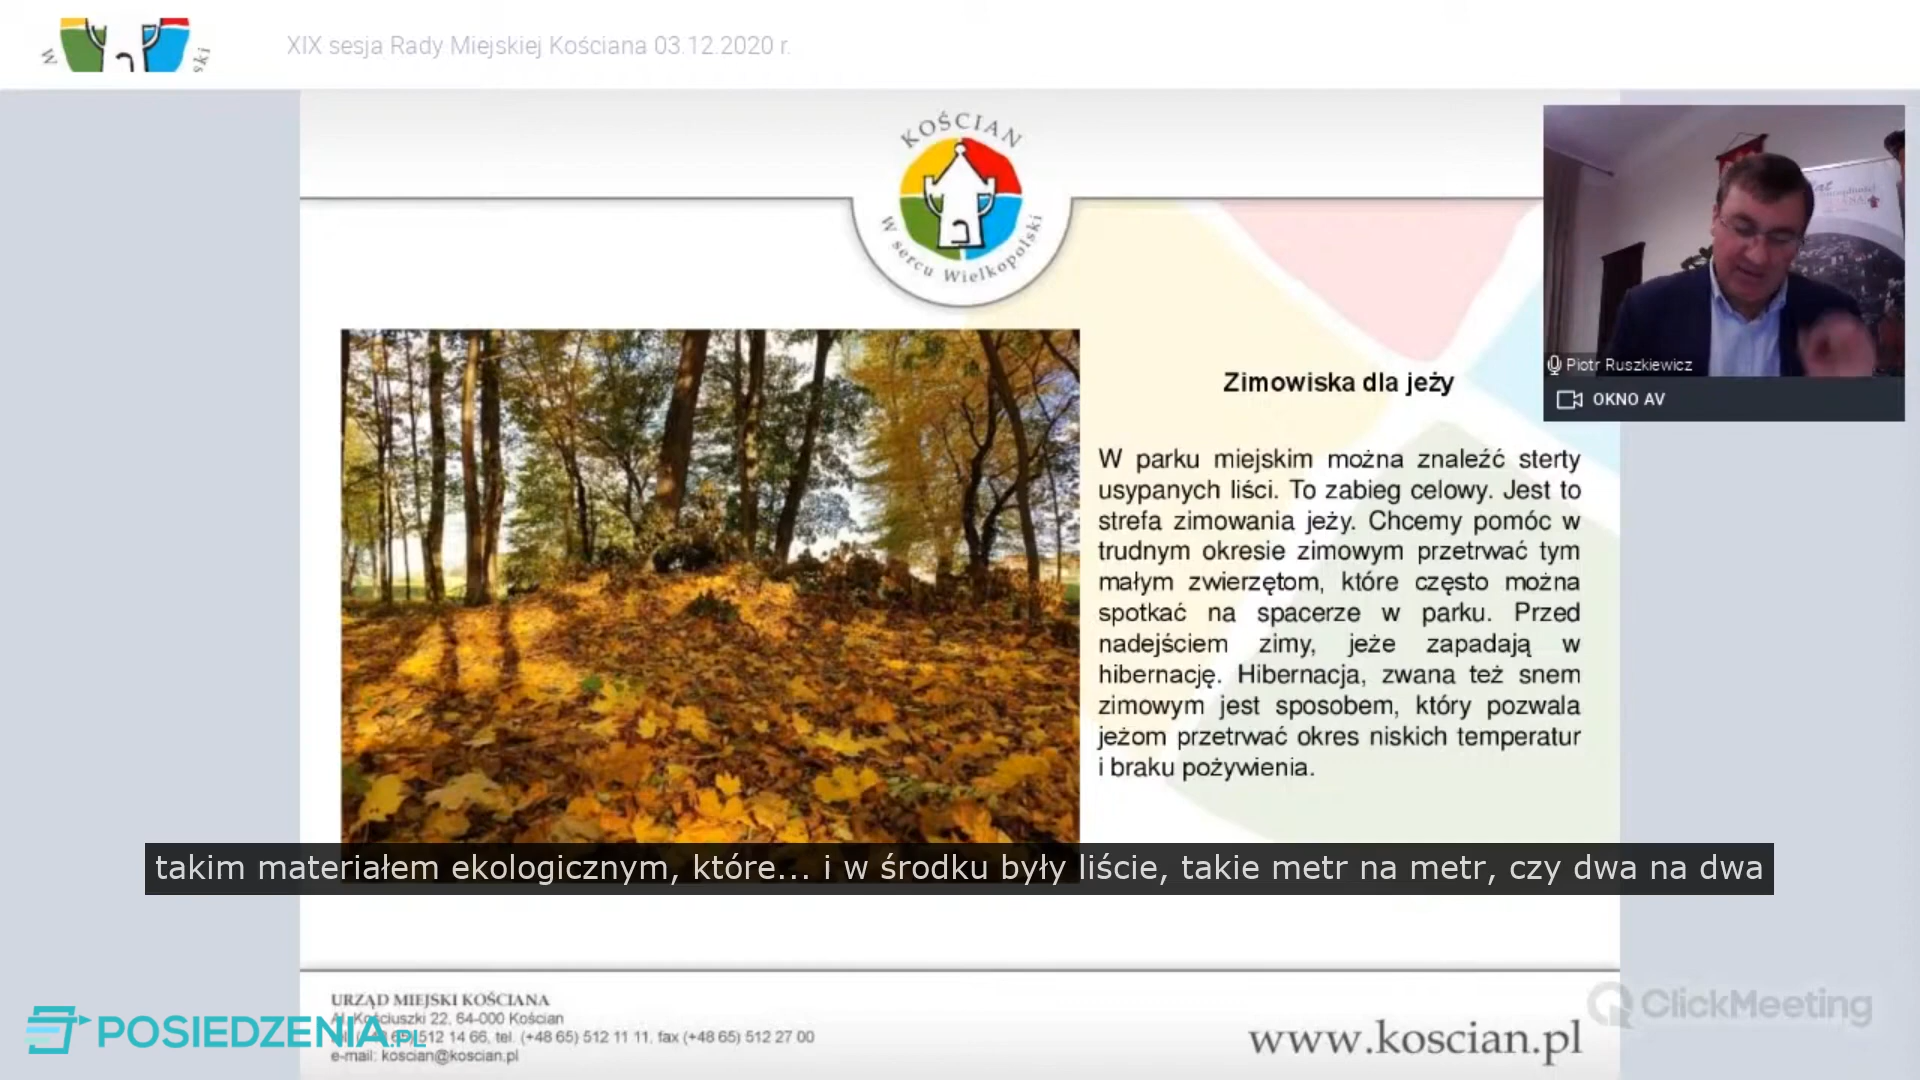 XIX sesja Rady Miejskiej Kościana 03.12.2020 r.
W
ski
KOŚCIAN
W sercu Wielkopolski
Piotr Ruszkiewicz
OKNO AV
Zimowiska dla jeży
W parku miejskim można znaleźć sterty
usypanych liści. To zabieg celowy. Jest to
strefa zimowania jeży. Chcemy pomóc w
trudnym okresie zimowym przetrwać tym
małym zwierzętom, które często można
spotkać na spacerze w parku. Przed
nadejściem zimy, jeże zapadają w
hibernację. Hibernacja, zwana też snem
zimowym jest sposobem, który pozwala
jeżom przetrwać okres niskich temperatur
i braku pożywienia.
takim materiałem ekologicznym, które... i w środku były liście, takie metr na metr, czy dwa na dwa
URZĄD MIEJSKI KOŚCIANA
Al. Kościuszki 22, 64-000 Kościan
512 14 66, tel. (+48 65) 512 11 11, fax (+48 65) 512 27 00
e-mail: koscian@koscian.pl
POSIEDZENIA.PL
www.koscian.pl
ClickMeeting